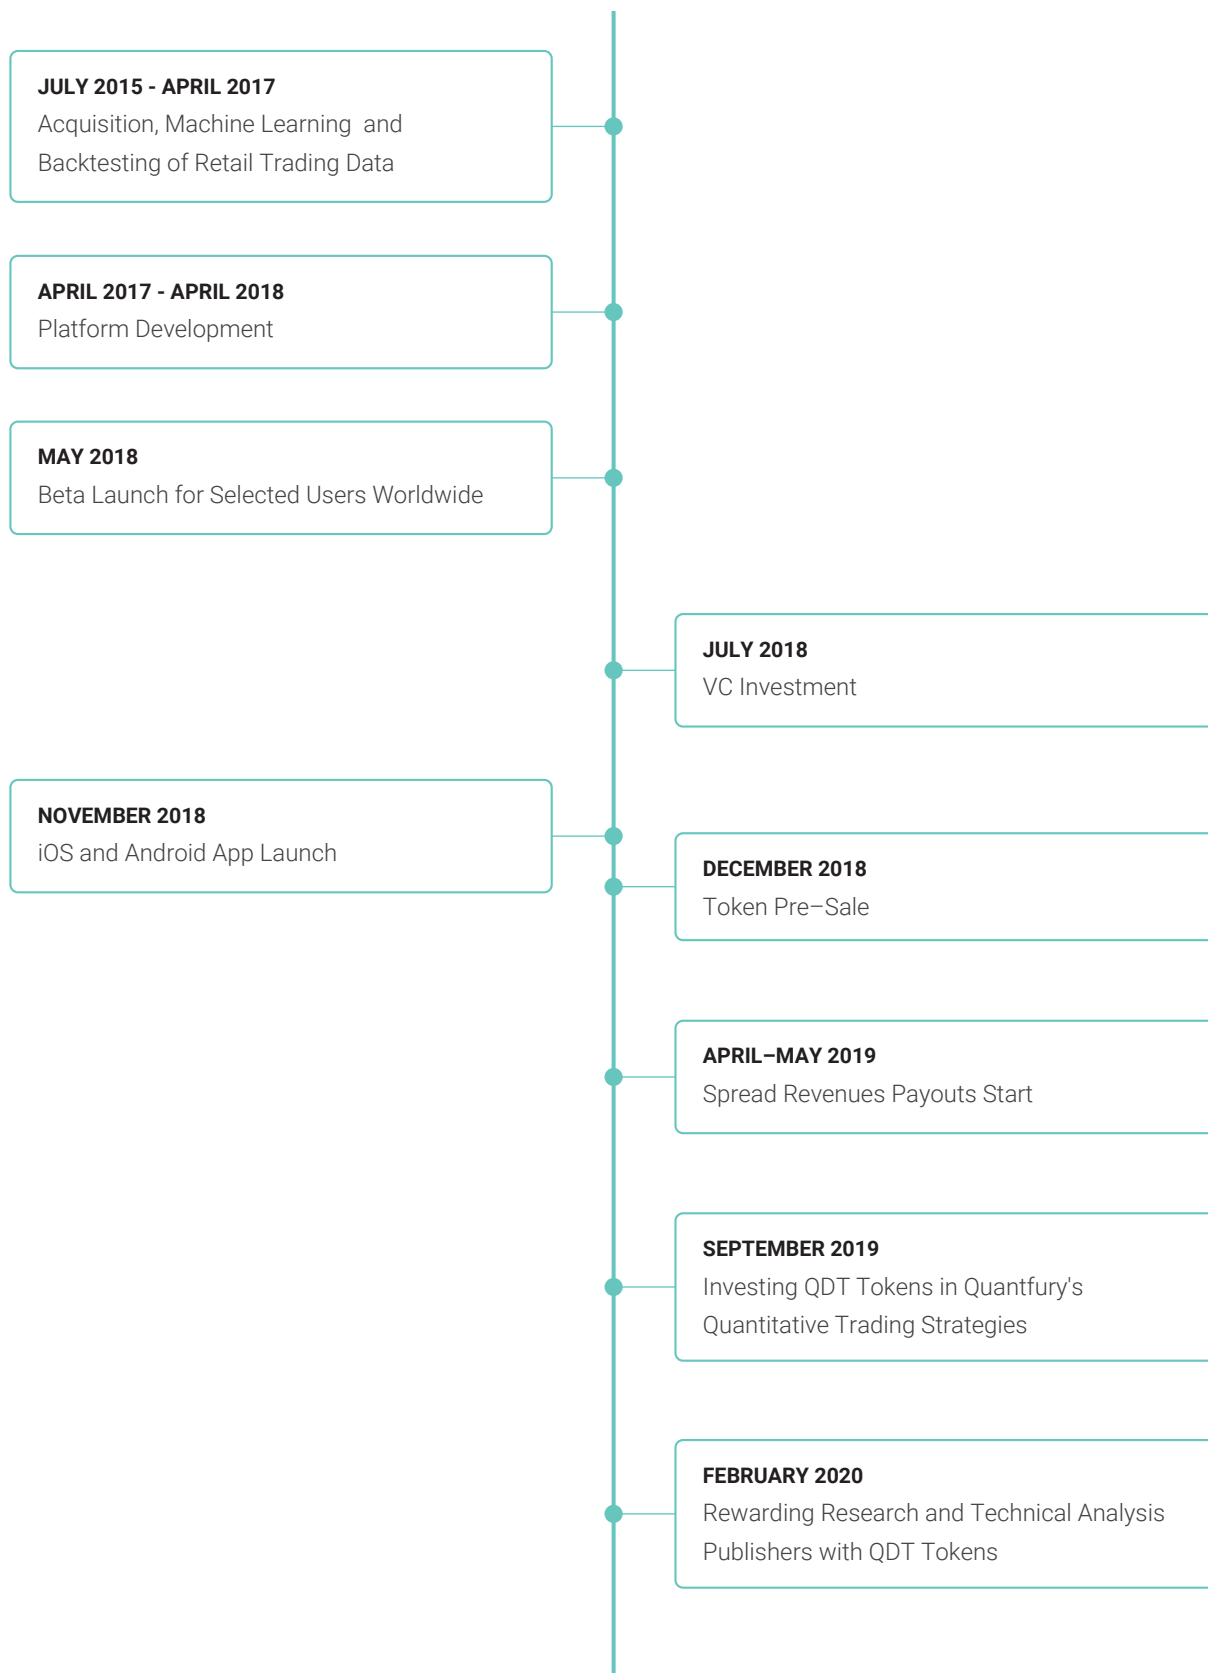 JULY 2015 - APRIL 2017
Acquisition, Machine Learning  and
Backtesting of Retail Trading Data
APRIL 2017 - APRIL 2018
Platform Development
MAY 2018
Beta Launch for Selected Users Worldwide
JULY 2018
VC Investment
NOVEMBER 2018
iOS and Android App Launch
DECEMBER 2018
Token Pre–Sale
APRIL–MAY 2019
Spread Revenues Payouts Start
SEPTEMBER 2019
Investing QDT Tokens in Quantfury's
Quantitative Trading Strategies
FEBRUARY 2020
Rewarding Research and Technical Analysis
Publishers with QDT Tokens